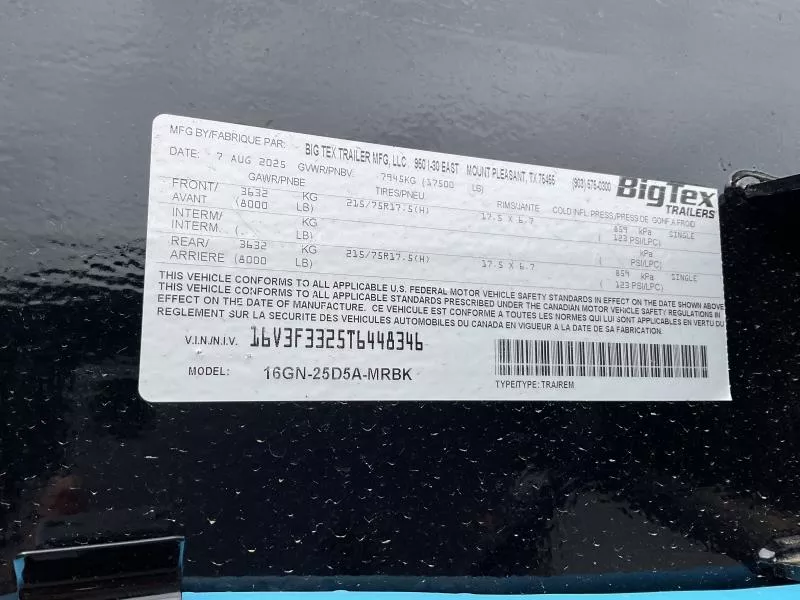 MFG BY/FABRIQUE PAR: BIG TEX TRAILER MFG, LLC 950 I-30 EAST MOUNT PLEASANT, TX 75455 (903) 575-0300
BigTex
TRAILERS
DATE: 7 AUG 2025 GVWR/PNBV. 7945KG (17500 LB)
GAWR/PNBE TIRES/PNEU RIMS/JANTE COLD INFL. PRESS/PRESS DE GONF A FROID
FRONT/ 3632 KG 215/75R17.5(H) 17.5 X 6.7 859 kPa SINGLE
AVANT (8000 LB) ( 123 PSI/LPC)
INTERM/ KG kPa
INTERM. (.. LB) ( PSI/LPC)
REAR/ 3632 KG 215/75R17.5(H) 17.5 X 6.7 859 kPa SINGLE
ARRIERE (8000 LB) ( 123 PSI/LPC)
THIS VEHICLE CONFORMS TO ALL APPLICABLE U.S. FEDERAL MOTOR VEHICLE SAFETY STANDARDS IN EFFECT ON THE DATE SHOWN ABOVE
THIS VEHICLE CONFORMS TO ALL APPLICABLE STANDARDS PRESCRIBED UNDER THE CANADIAN MOTOR VEHICLE SAFETY REGULATIONS IN
EFFECT ON THE DATE OF MANUFACTURE. CE VEHICULE EST CONFORME A TOUTES LES NORMES QUI LUI SONT APPLICABLES EN VERTU DU
REGLEMENT SUR LA SECURITE DES VEHICULES AUTOMOBILES DU CANADA EN VIGUEUR A LA DATE DE SA FABRICATION.
V.I.N./N.I.V. 16V3F3325T6448346
MODEL: 16GN-25D5A-MRBK TYPE/TYPE: TRA/REM